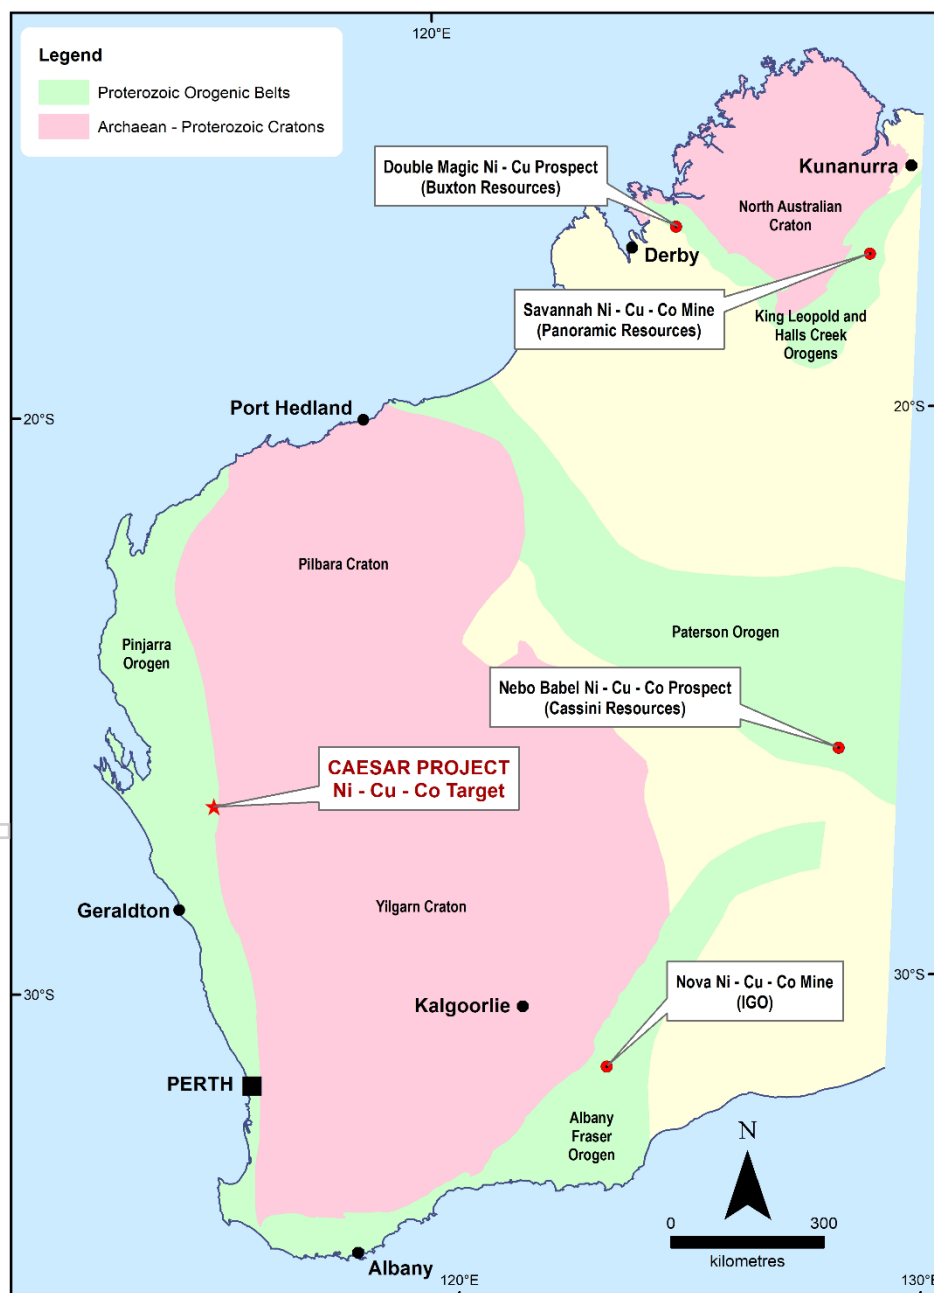 120°E
Legend
Proterozoic Orogenic Belts
Archaean - Proterozoic Cratons
Double Magic Ni - Cu Prospect
(Buxton Resources)
Kununurra
North Australian
Craton
Derby
Savannah Ni - Cu - Co Mine
(Panoramic Resources)
King Leopold and
Halls Creek
Orogens
Port Hedland
20°S
20°S
Pilbara Craton
Pinjarra
Orogen
Paterson Orogen
Nebo Babel Ni - Cu - Co Prospect
(Cassini Resources)
CAESAR PROJECT
Ni - Cu - Co Target
Geraldton
Yilgarn Craton
Nova Ni - Cu - Co Mine
(IGO)
30°S
30°S
Kalgoorlie
PERTH
Albany
Fraser
Orogen
N
0 300
kilometres
Albany
120°E
130°E